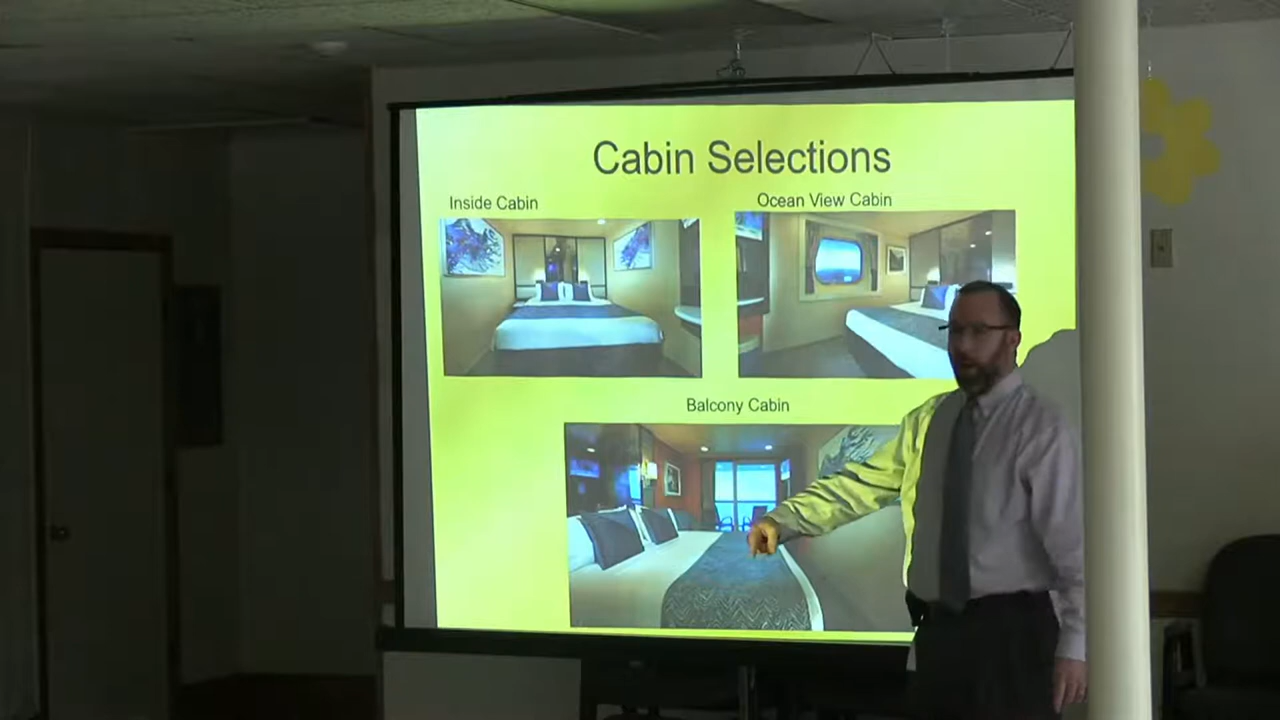 Cabin Selections
Inside Cabin
Ocean View Cabin
Balcony Cabin